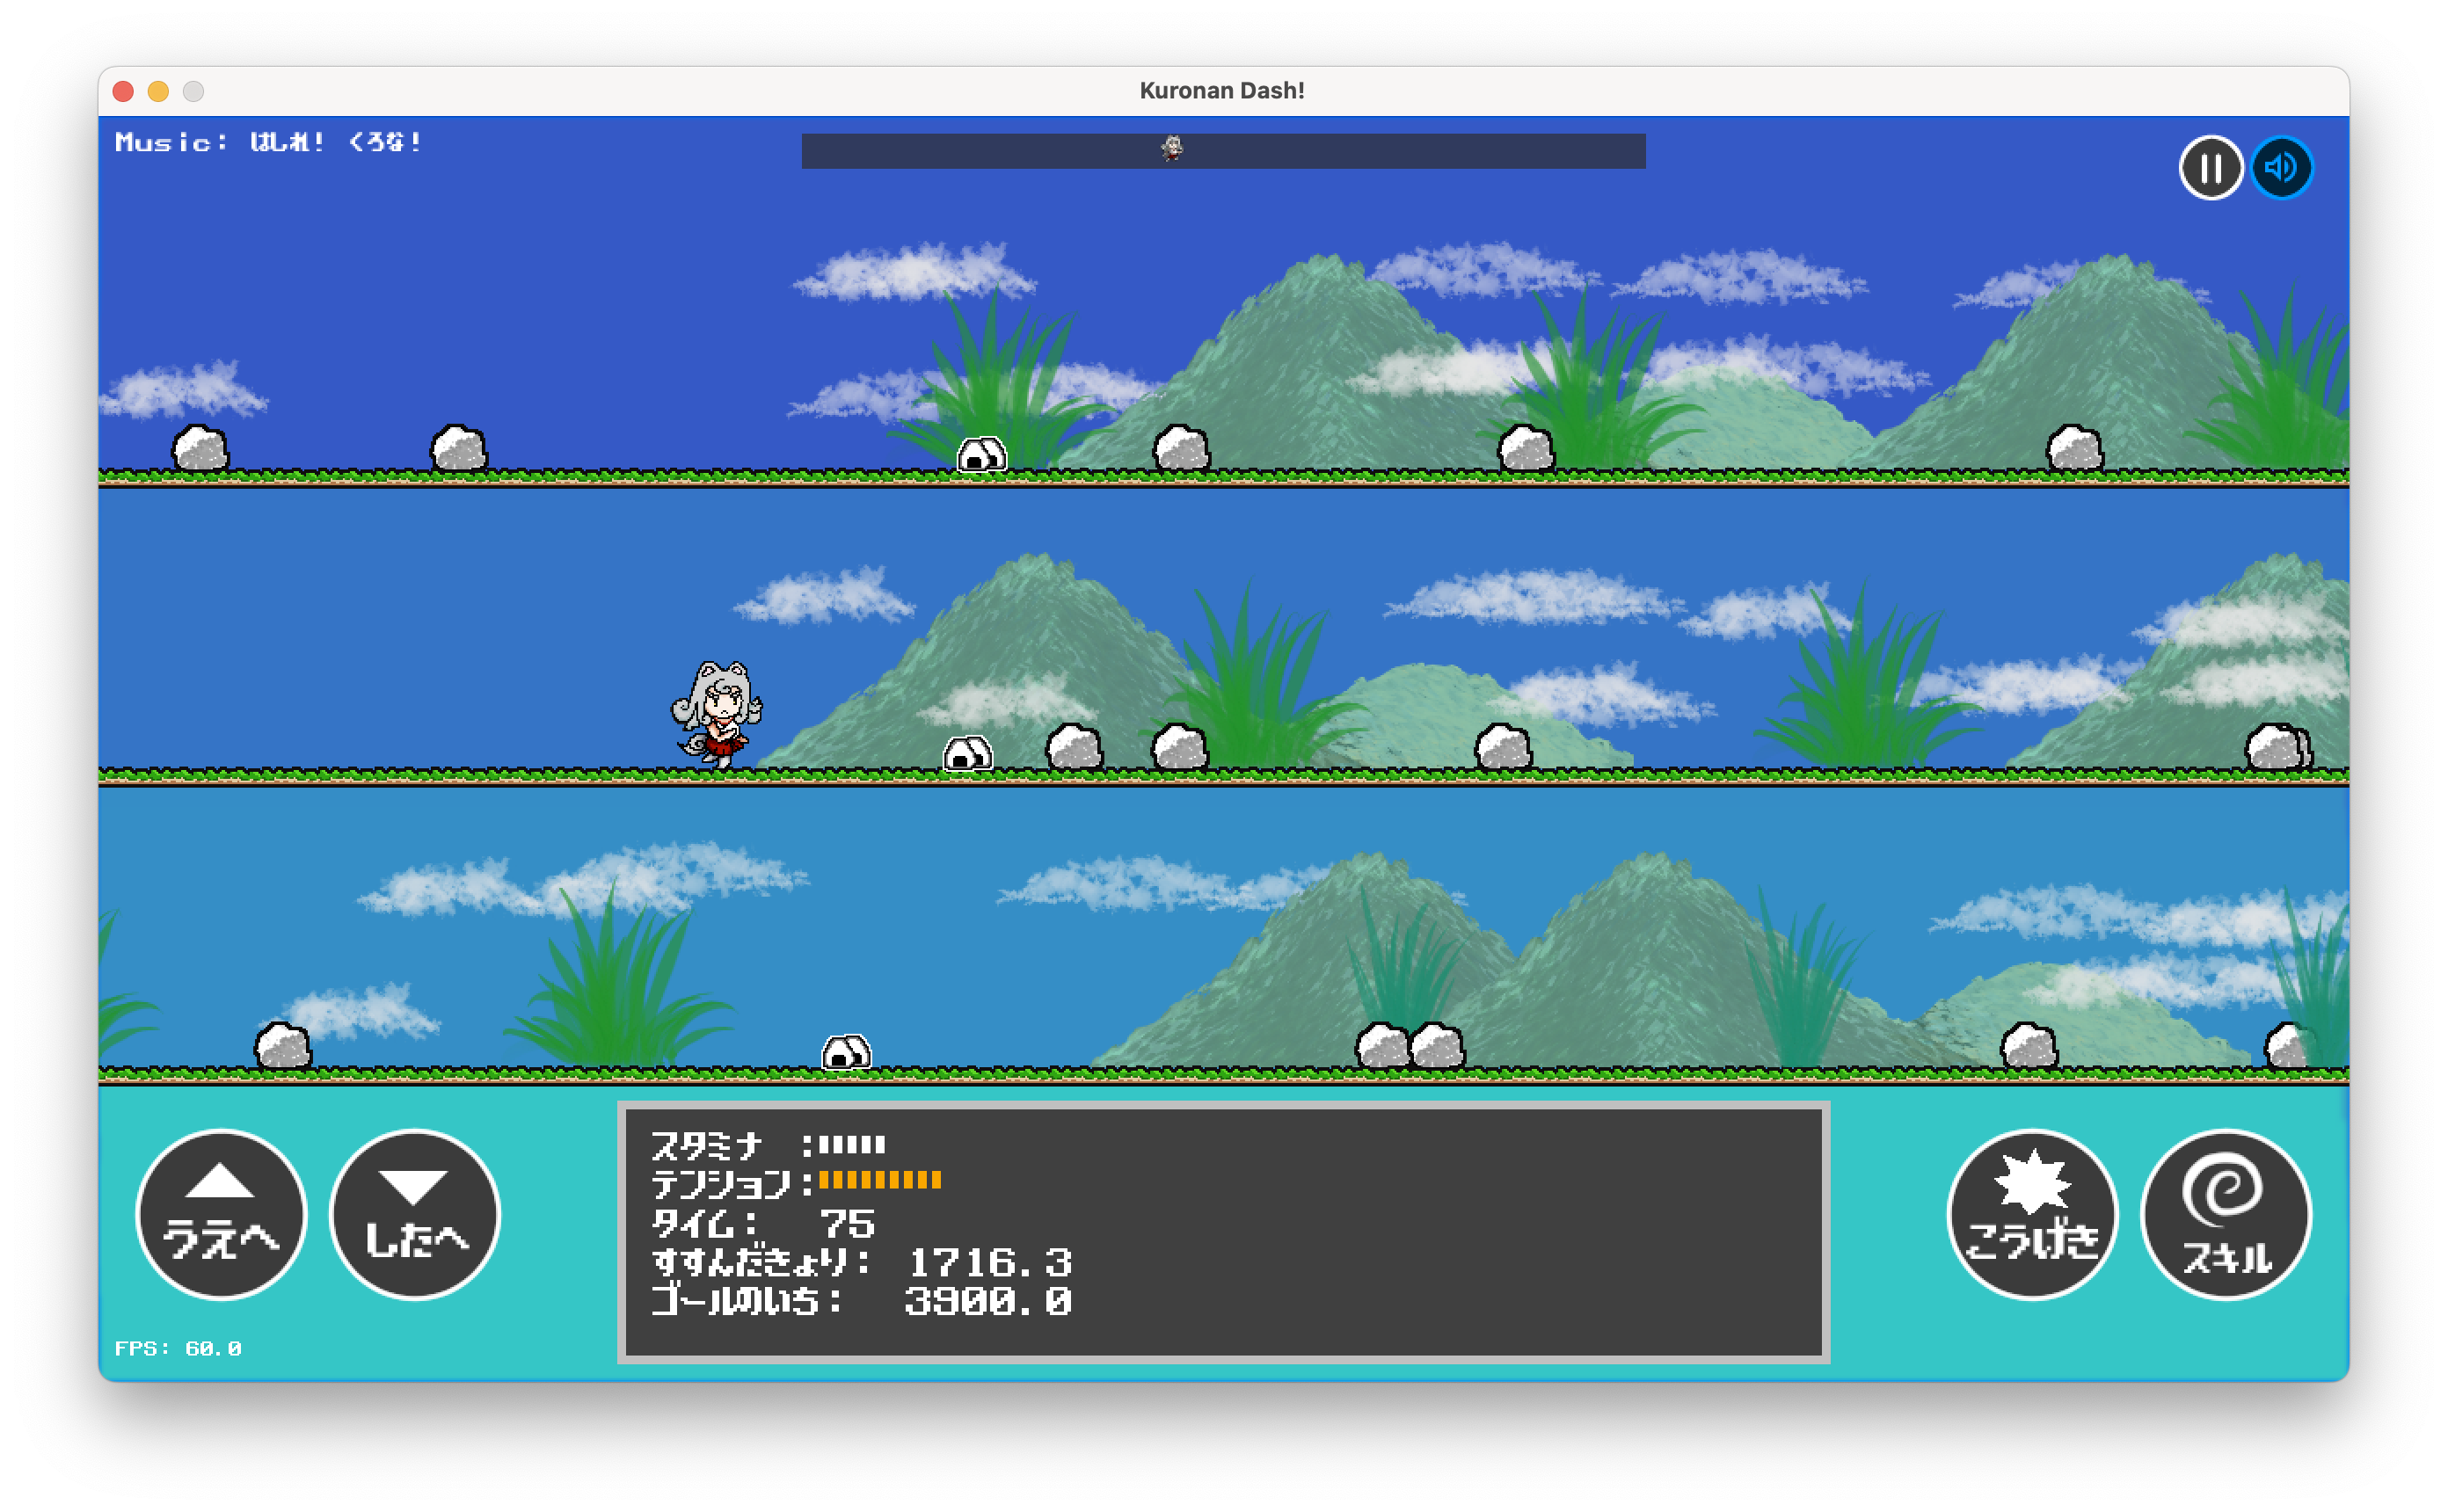 Kuronan Dash!
Music: はしれ! くろな!
スタミナ :
テンション:
タイム: 75
すすんだきょり: 1716.3
ゴールのいち: 3900.0
うえへ
したへ
こうげき
スキル
FPS: 60.0